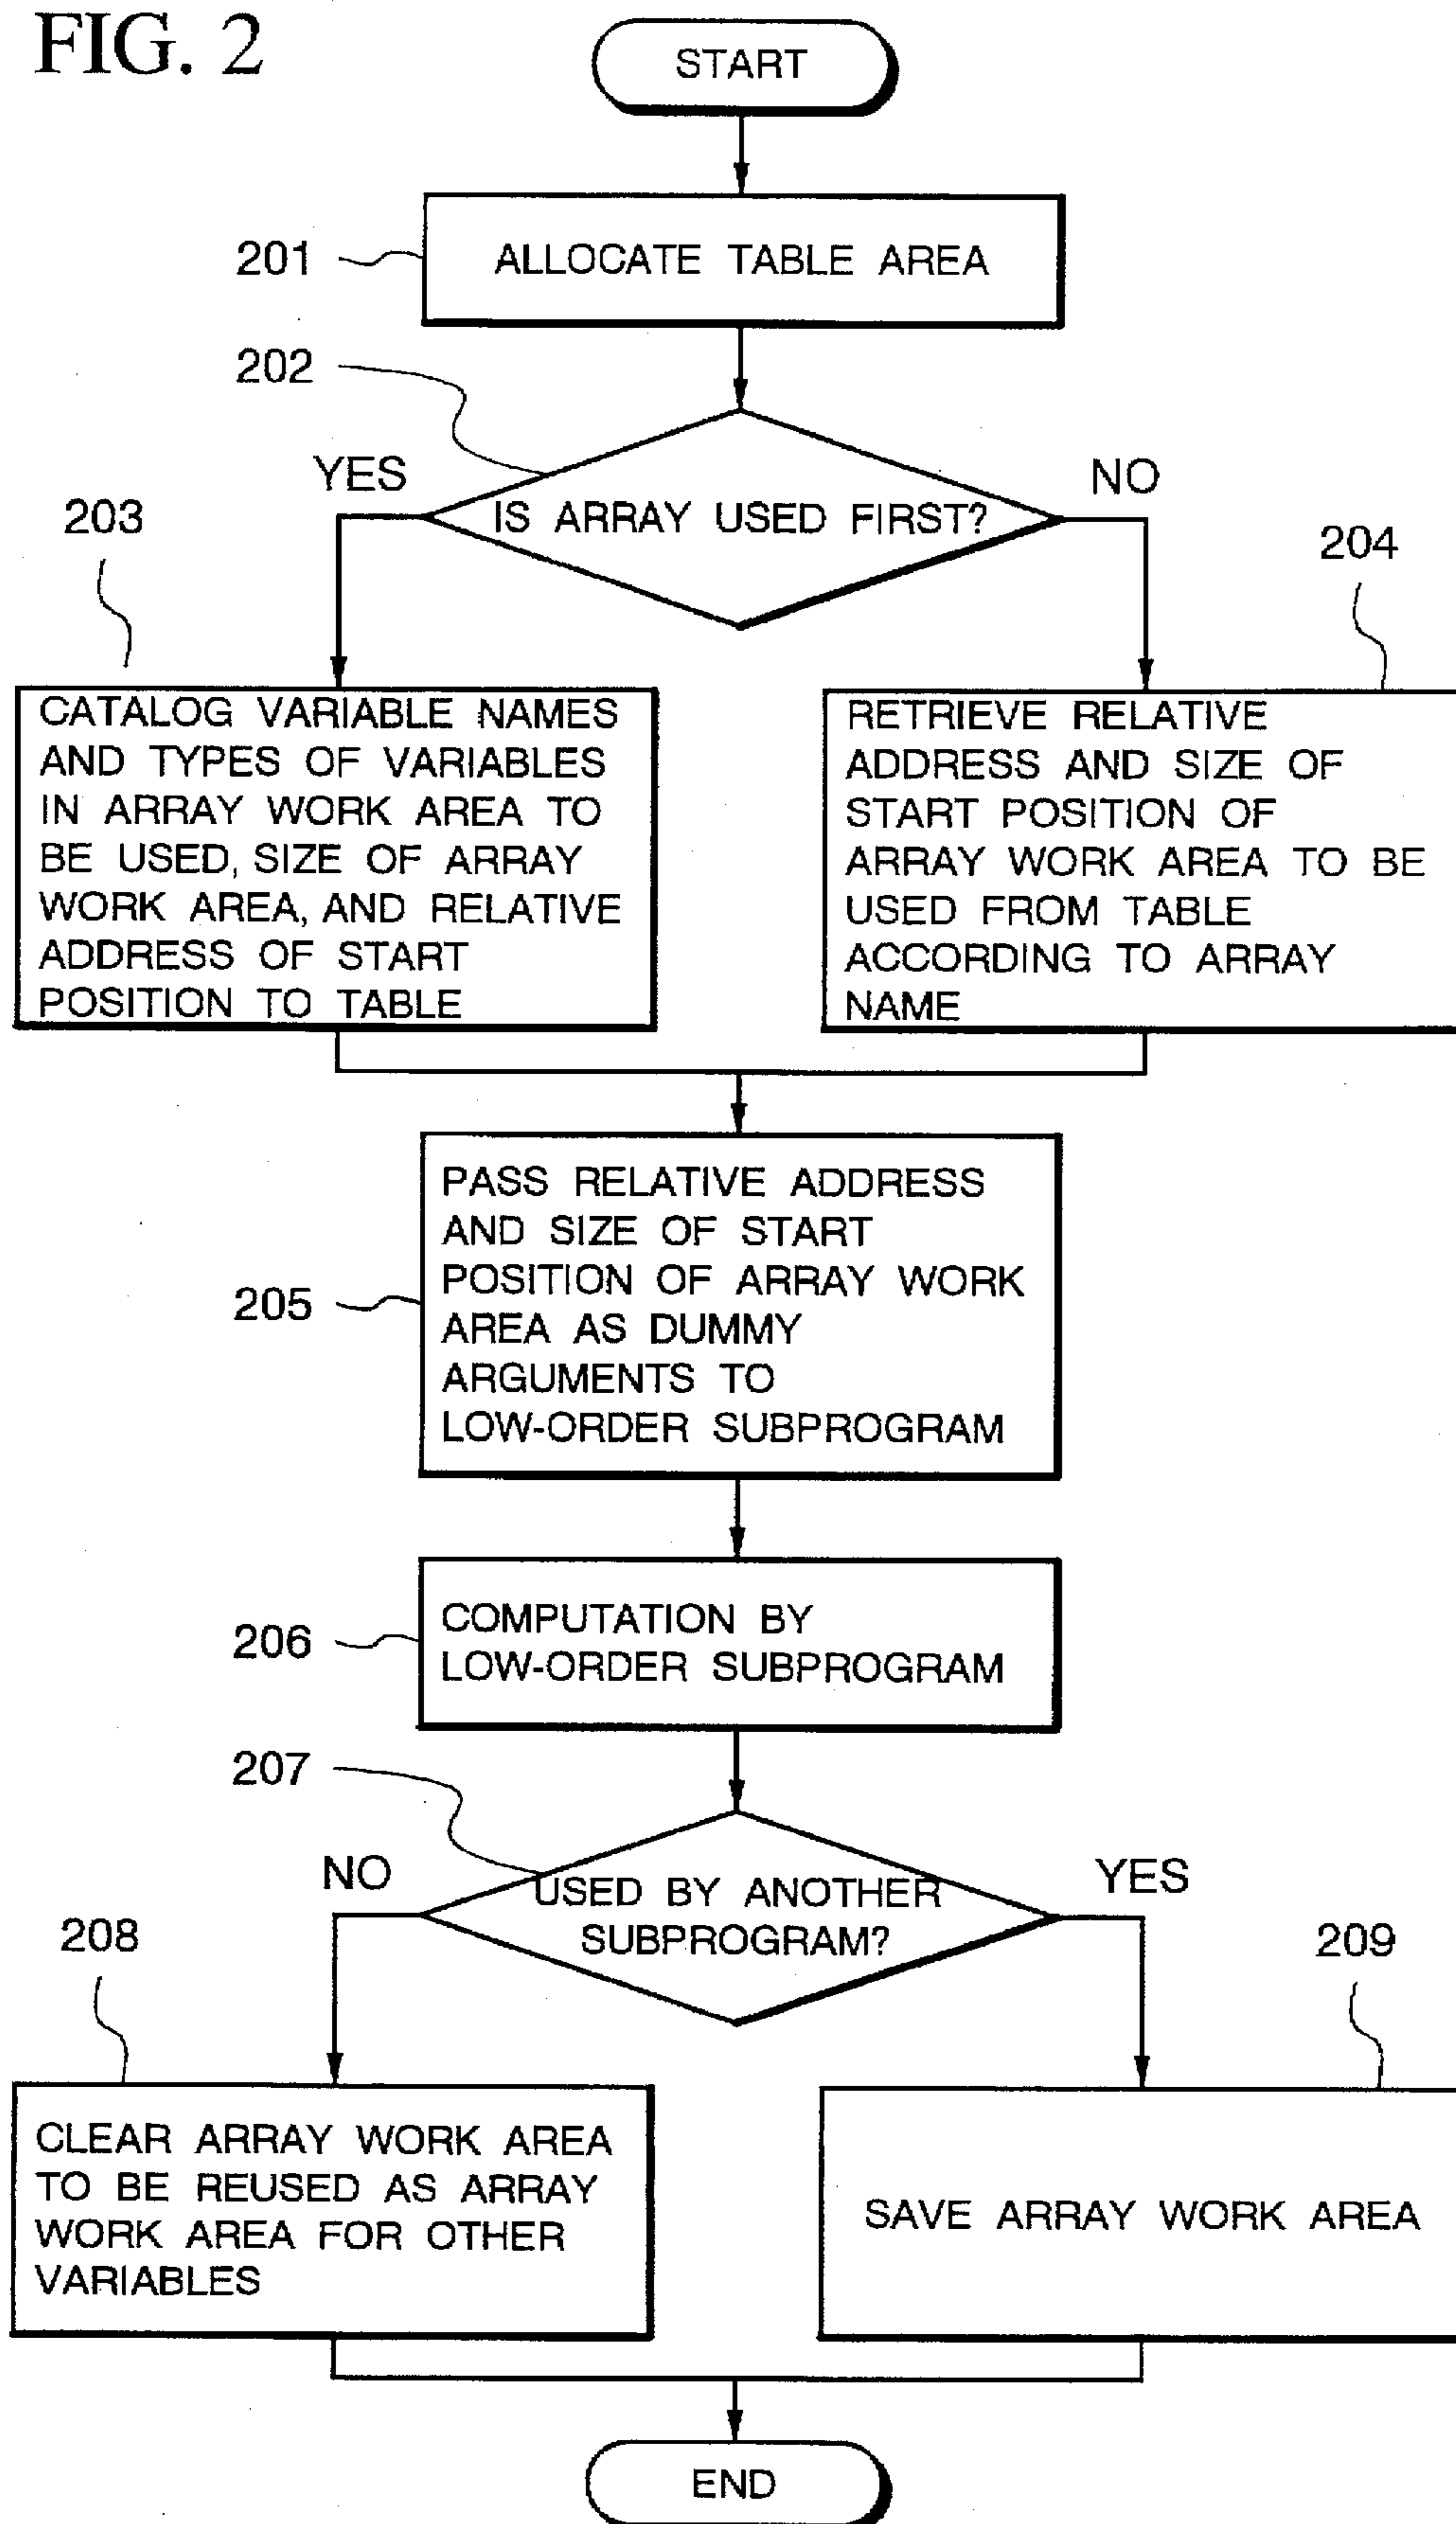 FIG. 2
START
201
ALLOCATE TABLE AREA
202
YES
NO
IS ARRAY USED FIRST?
203
204
CATALOG VARIABLE NAMES
AND TYPES OF VARIABLES
IN ARRAY WORK AREA TO
BE USED, SIZE OF ARRAY
WORK AREA, AND RELATIVE
ADDRESS OF START
POSITION TO TABLE
RETRIEVE RELATIVE
ADDRESS AND SIZE OF
START POSITION OF
ARRAY WORK AREA TO BE
USED FROM TABLE
ACCORDING TO ARRAY
NAME
205
PASS RELATIVE ADDRESS
AND SIZE OF START
POSITION OF ARRAY WORK
AREA AS DUMMY
ARGUMENTS TO
LOW-ORDER SUBPROGRAM
206
COMPUTATION BY
LOW-ORDER SUBPROGRAM
207
NO
YES
USED BY ANOTHER
SUBPROGRAM?
208
209
CLEAR ARRAY WORK AREA
TO BE REUSED AS ARRAY
WORK AREA FOR OTHER
VARIABLES
SAVE ARRAY WORK AREA
END